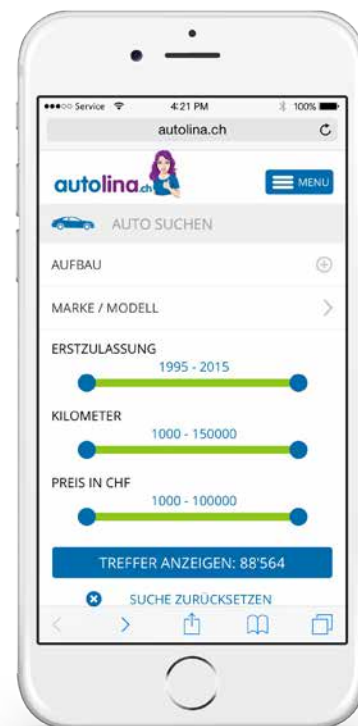 ●●●○○ Service 4:21 PM 100%
autolina.ch
autolina.ch MENU
AUTO SUCHEN
AUFBAU
MARKE / MODELL
ERSTZULASSUNG
1995 - 2015
KILOMETER
1000 - 150000
PREIS IN CHF
1000 - 100000
TREFFER ANZEIGEN: 88'564
SUCHE ZURÜCKSETZEN